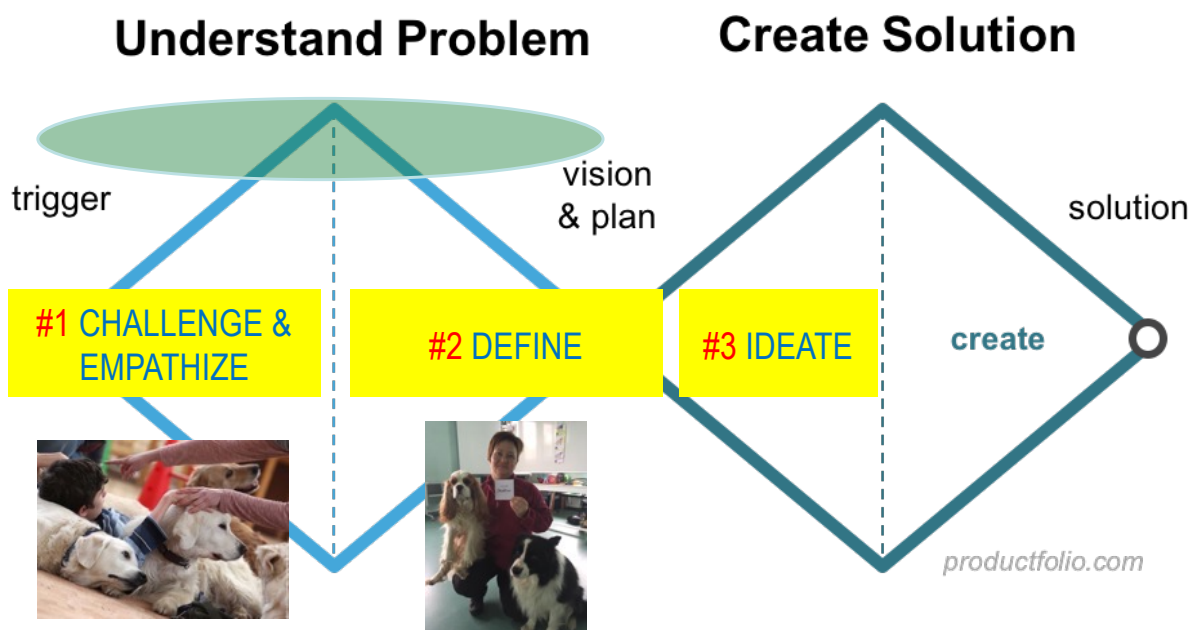 Understand Problem
Create Solution
trigger
vision
& plan
solution
#1 CHALLENGE &
EMPATHIZE
#2 DEFINE
#3 IDEATE
create
productfolio.com